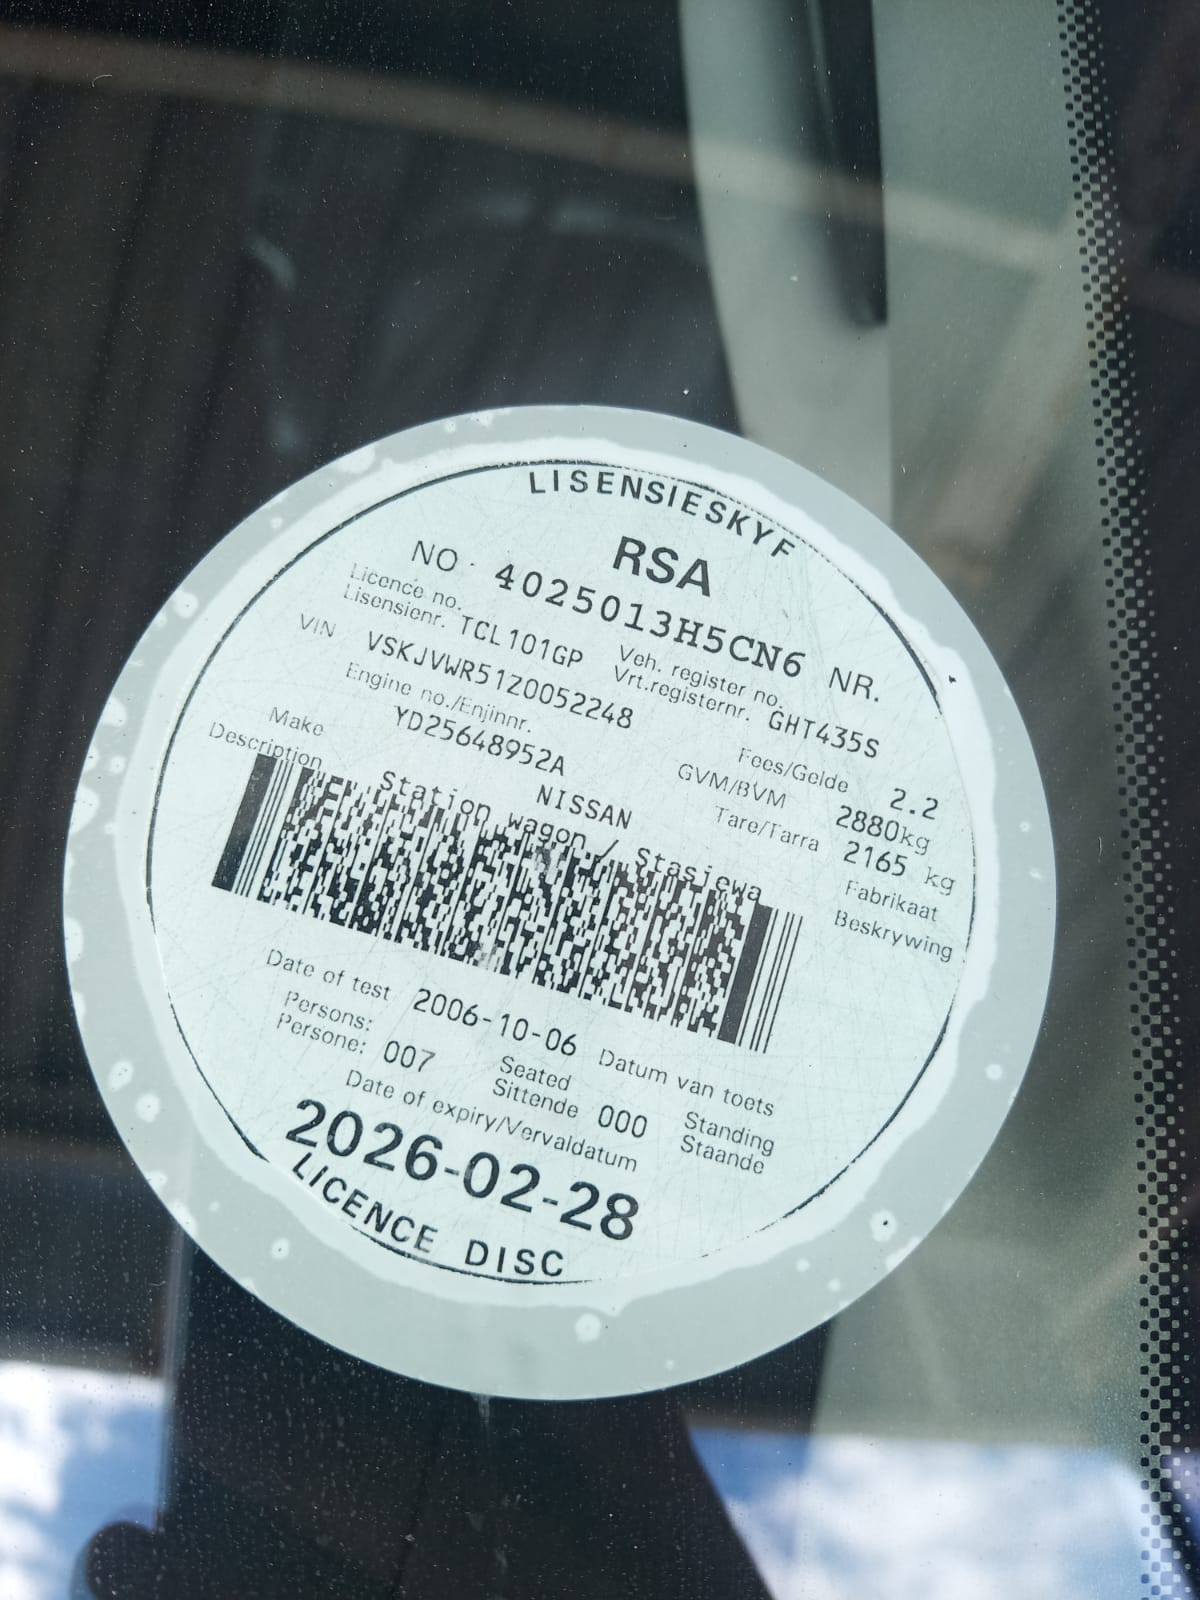 LISENSIESKYF
RSA
NO · 4025013H5CN6 NR.
Licence no.
Lisensienr. TCL101GP
Veh. register no.
Vrt.registernr. GHT435S
VIN VSKJVWR51Z0052248
Engine no./Enjinnr.
YD25648952A
Fees/Gelde 2.2
GVM/BVM 2880kg
Tare/Tarra 2165 kg
Make NISSAN Fabrikaat
Description Station wagon / Stasiewa Beskrywing
Date of test 2006-10-06 Datum van toets
Persons:
Persone: 007
Seated
Sittende 000
Standing
Staande
Date of expiry/Vervaldatum
2026-02-28
LICENCE DISC